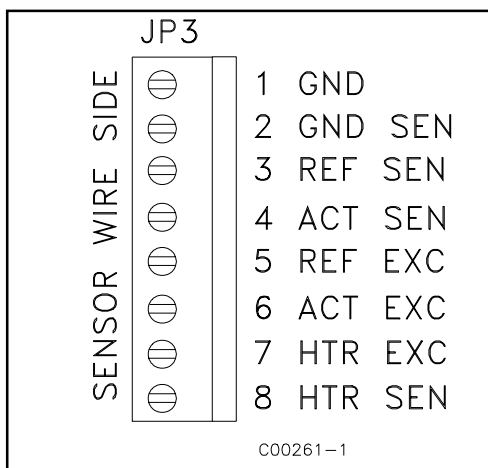 JP3
SENSOR WIRE SIDE
1 GND
2 GND SEN
3 REF SEN
4 ACT SEN
5 REF EXC
6 ACT EXC
7 HTR EXC
8 HTR SEN
C00261-1